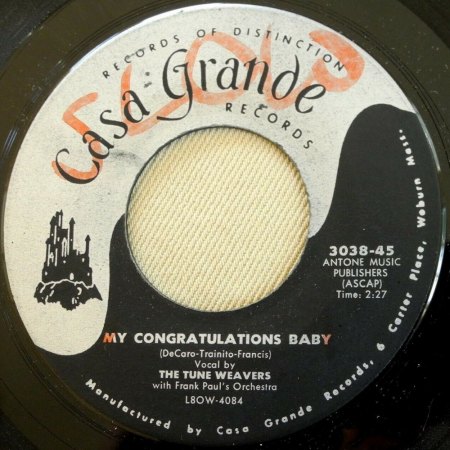 RECORDS OF DISTINCTION
FLOP
Casa Grande
RECORDS
3038-45
ANTONE MUSIC
PUBLISHERS
(ASCAP)
Time: 2:27
MY CONGRATULATIONS BABY
(DeCaro-Trainito-Francis)
Vocal by
THE TUNE WEAVERS
with Frank Paul's Orchestra
L8OW-4084
Manufactured by Casa Grande Records, 6 Carter Place, Woburn Mass.